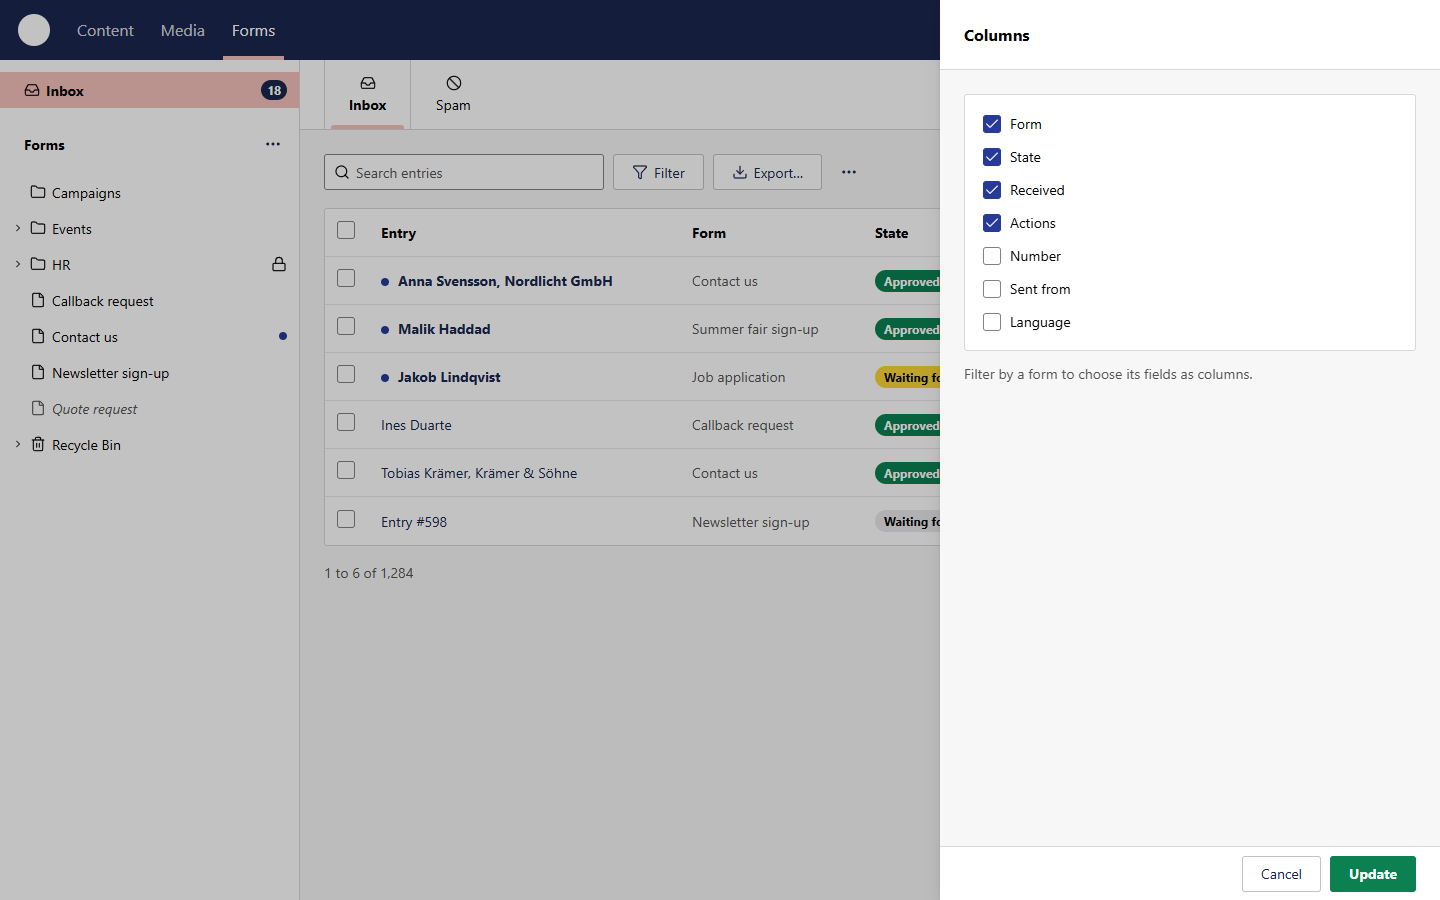 Content
Media
Forms
Inbox
18
Forms
Campaigns
Events
HR
Callback request
Contact us
Newsletter sign-up
Quote request
Recycle Bin
Inbox
Spam
Search entries
Filter
Export...
Entry
Form
State
Anna Svensson, Nordlicht GmbH
Contact us
Approved
Malik Haddad
Summer fair sign-up
Approved
Jakob Lindqvist
Job application
Waiting fo
Ines Duarte
Callback request
Approved
Tobias Krämer, Krämer & Söhne
Contact us
Approved
Entry #598
Newsletter sign-up
Waiting fo
1 to 6 of 1,284
Columns
Form
State
Received
Actions
Number
Sent from
Language
Filter by a form to choose its fields as columns.
Cancel
Update